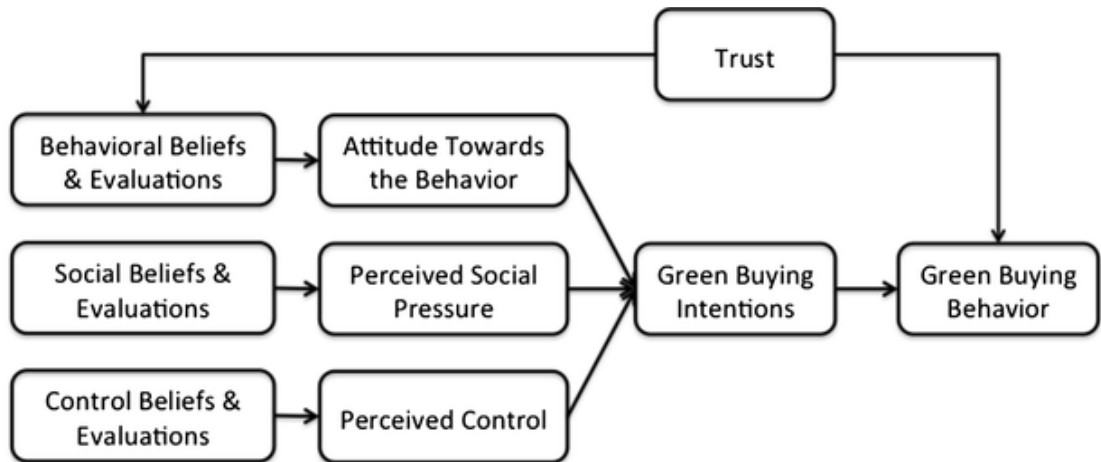 Trust
Behavioral Beliefs
& Evaluations
Attitude Towards
the Behavior
Social Beliefs &
Evaluations
Perceived Social
Pressure
Green Buying
Intentions
Green Buying
Behavior
Control Beliefs &
Evaluations
Perceived Control